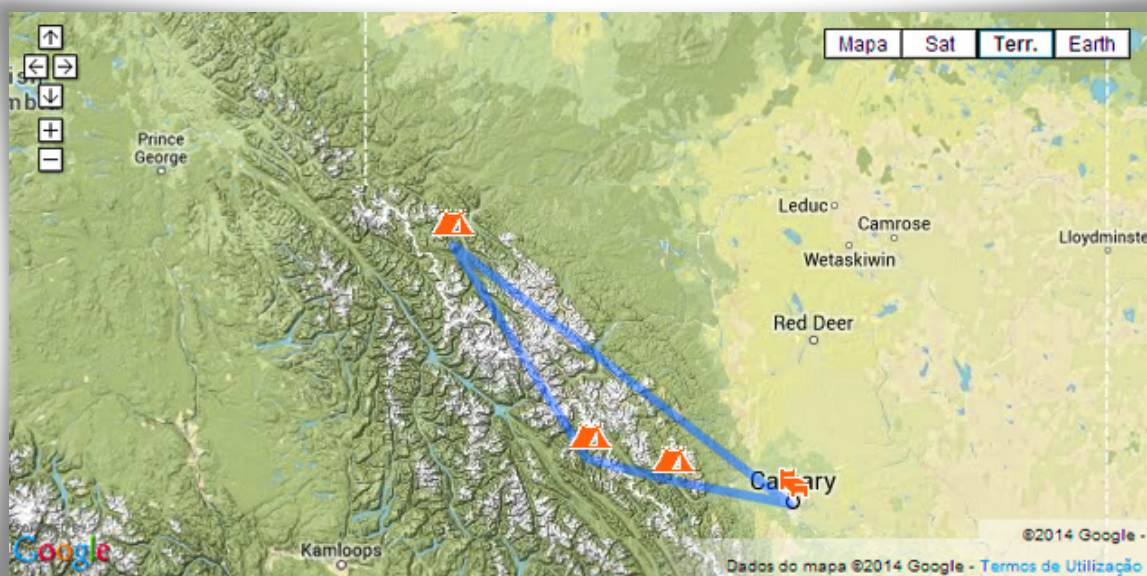 Mapa Sat Terr. Earth
Prince
George
Leduc
Camrose
Wetaskiwin
Lloydminste
Red Deer
Kamloops
Google
©2014 Google -
Dados do mapa ©2014 Google - Termos de Utilização